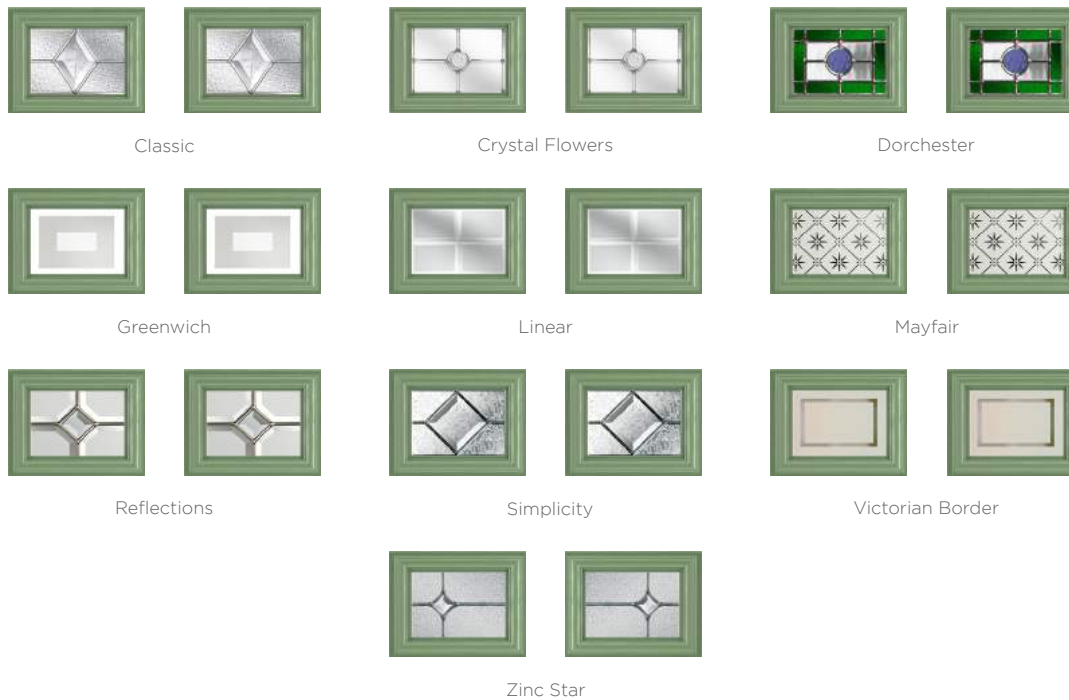 Classic
Crystal Flowers
Dorchester
Greenwich
Linear
Mayfair
Reflections
Simplicity
Victorian Border
Zinc Star